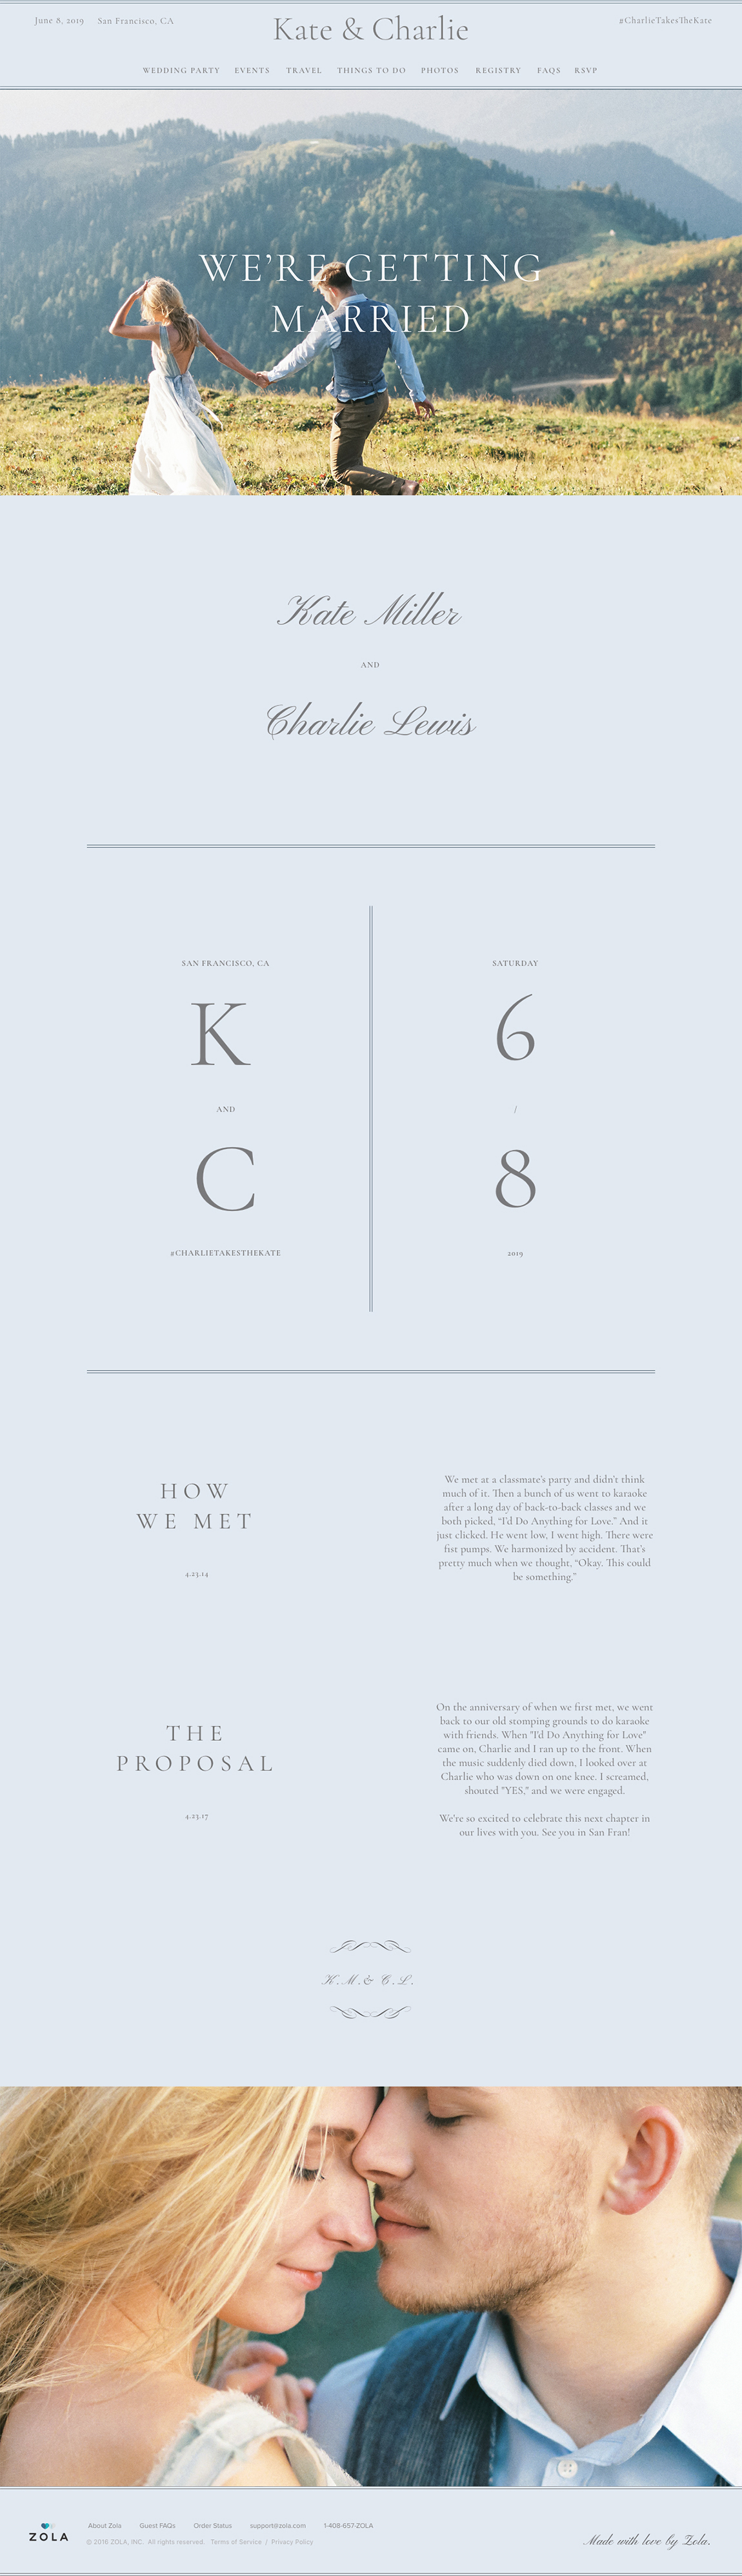 June 8, 2019 San Francisco, CA
Kate & Charlie
#CharlieTakesTheKate
WEDDING PARTY EVENTS TRAVEL THINGS TO DO PHOTOS REGISTRY FAQS RSVP
WE'RE GETTING
MARRIED
Kate Miller
AND
Charlie Lewis
SAN FRANCISCO, CA
K
AND
C
#CHARLIETAKESTHEKATE
SATURDAY
6
/
8
2019
HOW
WE MET
4.23.14
We met at a classmate's party and didn't think
much of it. Then a bunch of us went to karaoke
after a long day of back-to-back classes and we
both picked, “I'd Do Anything for Love.” And it
just clicked. He went low, I went high. There were
fist pumps. We harmonized by accident. That's
pretty much when we thought, “Okay. This could
be something.”
THE
PROPOSAL
4.23.17
On the anniversary of when we first met, we went
back to our old stomping grounds to do karaoke
with friends. When "I'd Do Anything for Love"
came on, Charlie and I ran up to the front. When
the music suddenly died down, I looked over at
Charlie who was down on one knee. I screamed,
shouted "YES," and we were engaged.
We're so excited to celebrate this next chapter in
our lives with you. See you in San Fran!
K.M.& C.L.
ZOLA
About Zola Guest FAQs Order Status support@zola.com 1-408-657-ZOLA
© 2016 ZOLA, INC. All rights reserved. Terms of Service / Privacy Policy
Made with love by Zola.